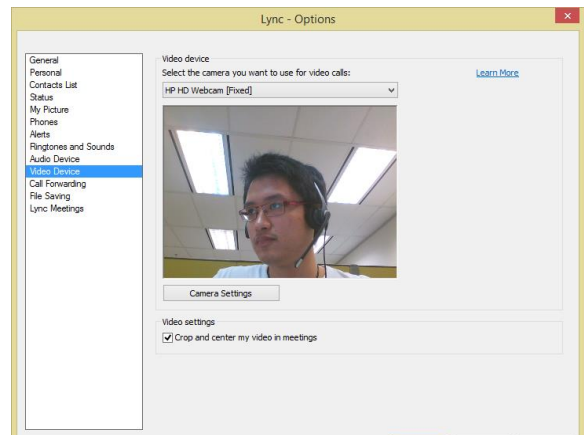 Lync - Options
General
Personal
Contacts List
Status
My Picture
Phones
Alerts
Ringtones and Sounds
Audio Device
Video Device
Call Forwarding
File Saving
Lync Meetings
Video device
Select the camera you want to use for video calls:
Learn More
HP HD Webcam [Fixed]
Camera Settings
Video settings
Crop and center my video in meetings